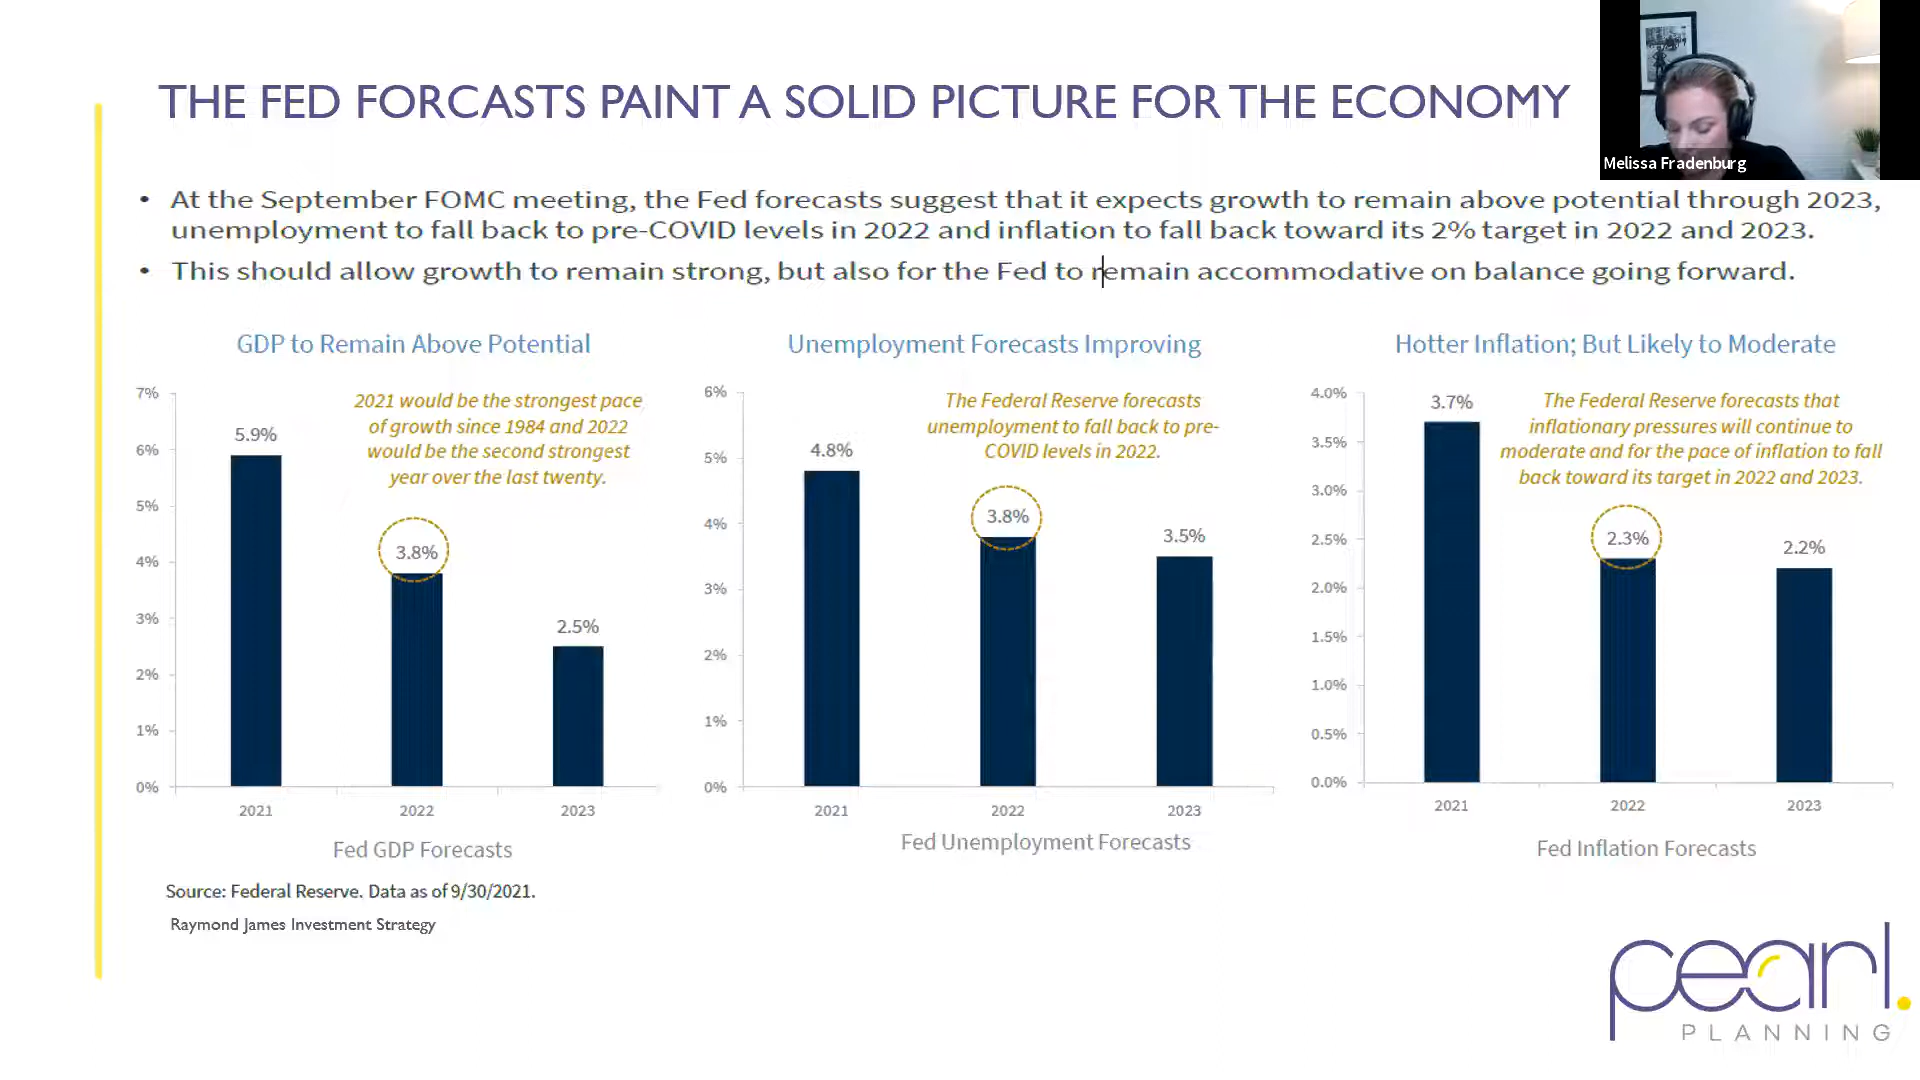 THE FED FORCASTS PAINT A SOLID PICTURE FOR THE ECONOMY
Melissa Fradenburg
• At the September FOMC meeting, the Fed forecasts suggest that it expects growth to remain above potential through 2023,
unemployment to fall back to pre-COVID levels in 2022 and inflation to fall back toward its 2% target in 2022 and 2023.
• This should allow growth to remain strong, but also for the Fed to remain accommodative on balance going forward.
GDP to Remain Above Potential
7%
6%
5%
4%
3%
2%
1%
0%
2021 would be the strongest pace
of growth since 1984 and 2022
would be the second strongest
year over the last twenty.
5.9%
3.8%
2.5%
2021
2022
2023
Fed GDP Forecasts
Unemployment Forecasts Improving
6%
5%
4%
3%
2%
1%
0%
The Federal Reserve forecasts
unemployment to fall back to pre-
COVID levels in 2022.
4.8%
3.8%
3.5%
2021
2022
2023
Fed Unemployment Forecasts
Hotter Inflation; But Likely to Moderate
4.0%
3.5%
3.0%
2.5%
2.0%
1.5%
1.0%
0.5%
0.0%
The Federal Reserve forecasts that
inflationary pressures will continue to
moderate and for the pace of inflation to fall
back toward its target in 2022 and 2023.
3.7%
2.3%
2.2%
2021
2022
2023
Fed Inflation Forecasts
Source: Federal Reserve. Data as of 9/30/2021.
Raymond James Investment Strategy
pearl.
PLANNING